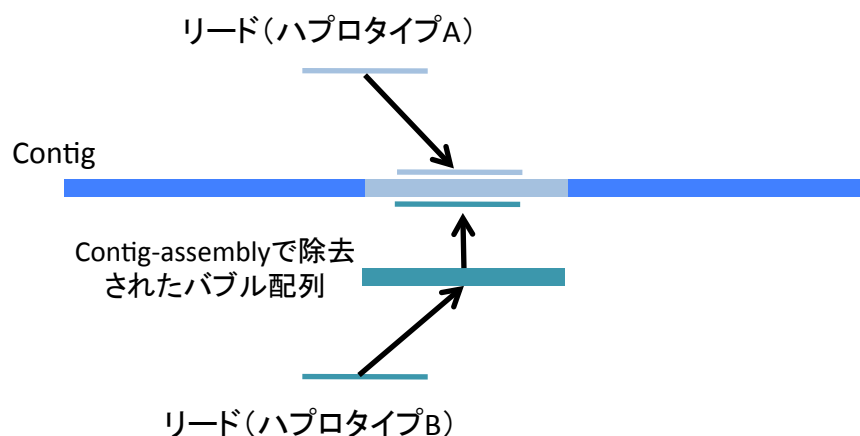 リード（ハプロタイプA）
Contig
Contig-assemblyで除去
されたバブル配列
リード（ハプロタイプB）